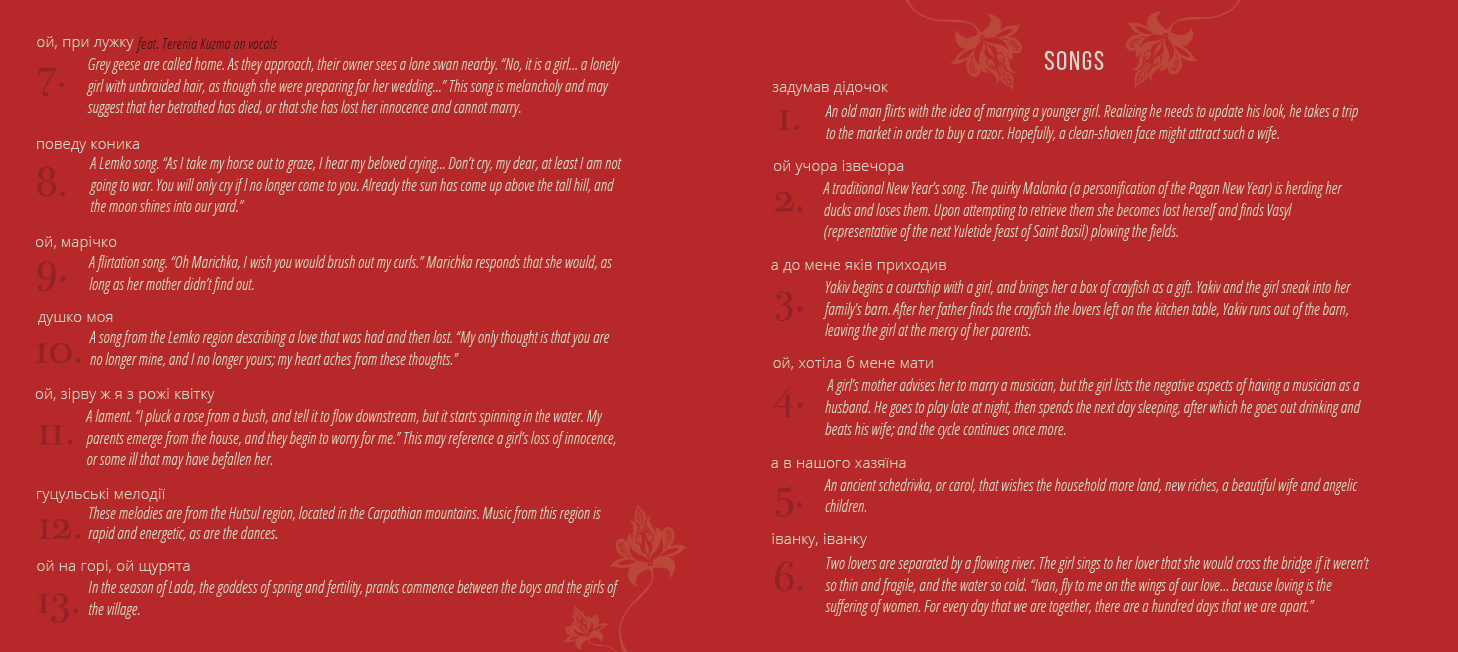 ой, при лужку feat. Terenia Kuzma on vocals
7.
Grey geese are called home. As they approach, their owner sees a lone swan nearby. “No, it is a girl... a lonely
girl with unbraided hair, as though she were preparing for her wedding...” This song is melancholy and may
suggest that her betrothed has died, or that she has lost her innocence and cannot marry.
поведу коника
8.
A Lemko song. “As I take my horse out to graze, I hear my beloved crying... Don’t cry, my dear, at least I am not
going to war. You will only cry if I no longer come to you. Already the sun has come up above the tall hill, and
the moon shines into our yard.”
ой, марічко
9.
A flirtation song. “Oh Marichka, I wish you would brush out my curls.” Marichka responds that she would, as
long as her mother didn’t find out.
душко моя
10.
A song from the Lemko region describing a love that was had and then lost. “My only thought is that you are
no longer mine, and I no longer yours; my heart aches from these thoughts.”
ой, зірву ж я з рожі квітку
11.
A lament. “I pluck a rose from a bush, and tell it to flow downstream, but it starts spinning in the water. My
parents emerge from the house, and they begin to worry for me.” This may reference a girl’s loss of innocence,
or some ill that may have befallen her.
гуцульські мелодії
12.
These melodies are from the Hutsul region, located in the Carpathian mountains. Music from this region is
rapid and energetic, as are the dances.
ой на горі, ой щурята
13.
In the season of Lada, the goddess of spring and fertility, pranks commence between the boys and the girls of
the village.
SONGS
задумав дідочок
1.
An old man flirts with the idea of marrying a younger girl. Realizing he needs to update his look, he takes a trip
to the market in order to buy a razor. Hopefully, a clean-shaven face might attract such a wife.
ой учора ізвечора
2.
A traditional New Year’s song. The quirky Malanka (a personification of the Pagan New Year) is herding her
ducks and loses them. Upon attempting to retrieve them she becomes lost herself and finds Vasyl
(representative of the next Yuletide feast of Saint Basil) plowing the fields.
а до мене яків приходив
3.
Yakiv begins a courtship with a girl, and brings her a box of crayfish as a gift. Yakiv and the girl sneak into her
family’s barn. After her father finds the crayfish the lovers left on the kitchen table, Yakiv runs out of the barn,
leaving the girl at the mercy of her parents.
ой, хотіла б мене мати
4.
A girl’s mother advises her to marry a musician, but the girl lists the negative aspects of having a musician as a
husband. He goes to play late at night, then spends the next day sleeping, after which he goes out drinking and
beats his wife; and the cycle continues once more.
а в нашого хазяїна
5.
An ancient schedrivka, or carol, that wishes the household more land, new riches, a beautiful wife and angelic
children.
іванку, іванку
6.
Two lovers are separated by a flowing river. The girl sings to her lover that she would cross the bridge if it weren’t
so thin and fragile, and the water so cold. “Ivan, fly to me on the wings of our love... because loving is the
suffering of women. For every day that we are together, there are a hundred days that we are apart.”